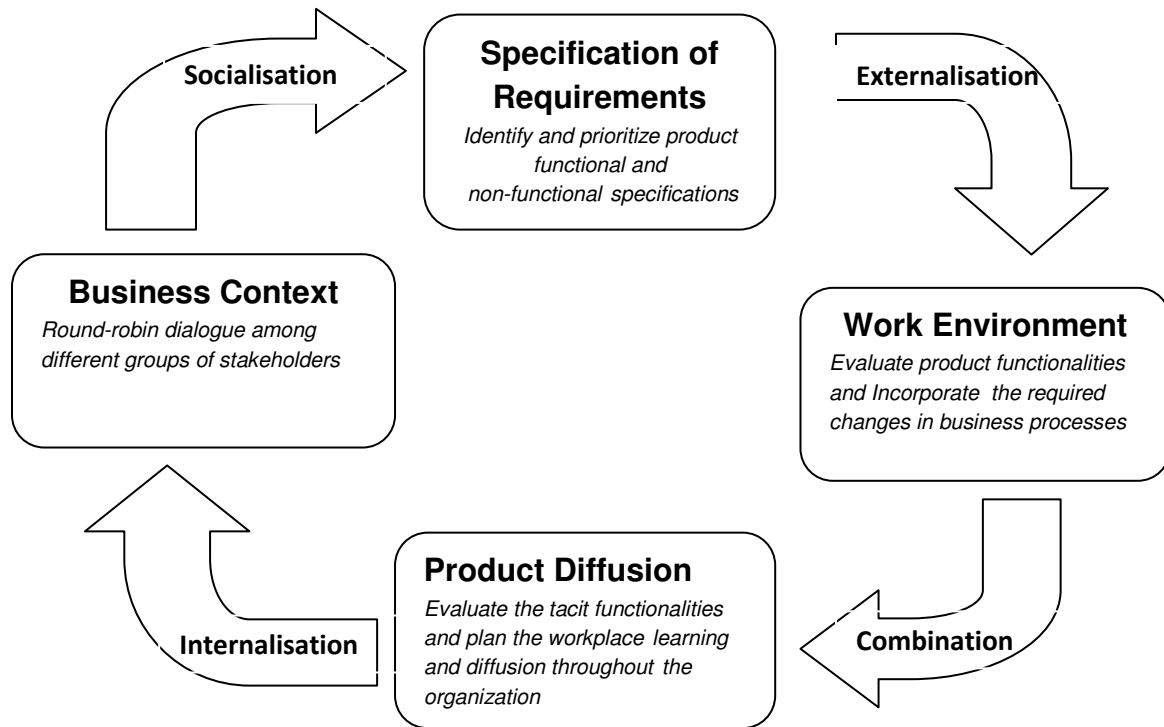 Socialisation
Specification of
Requirements
Identify and prioritize product
functional and
non-functional specifications
Externalisation
Business Context
Round-robin dialogue among
different groups of stakeholders
Work Environment
Evaluate product functionalities
and Incorporate the required
changes in business processes
Product Diffusion
Evaluate the tacit functionalities
and plan the workplace learning
and diffusion throughout the
organization
Internalisation
Combination